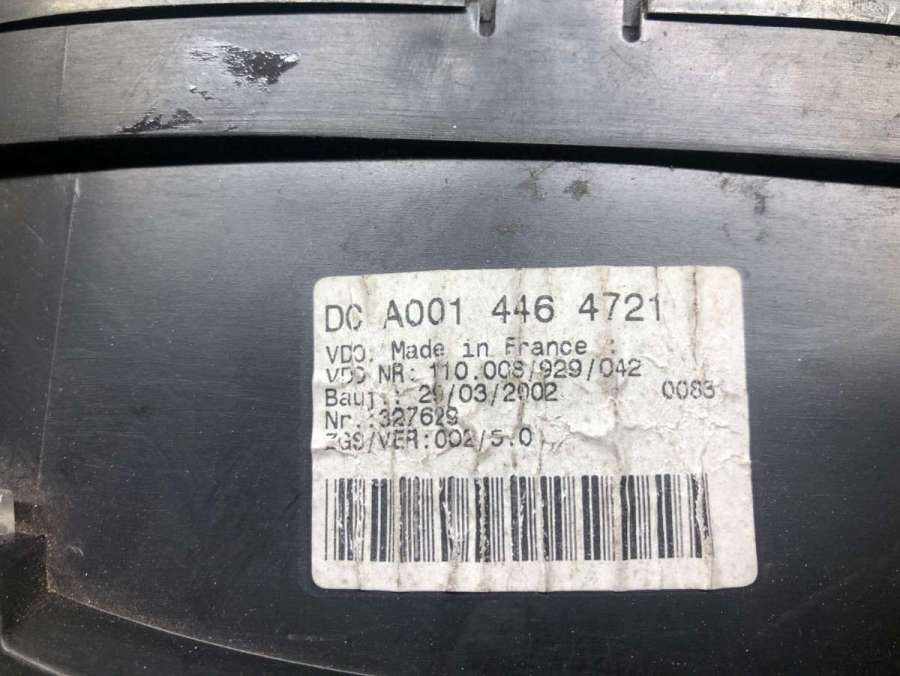 DC A001 446 4721
VDO. Made in France :
VDO NR: 110.008/929/042
Bauj.: /03/2002 0083
Nr.:327629
ZGS/VER:002/5.0